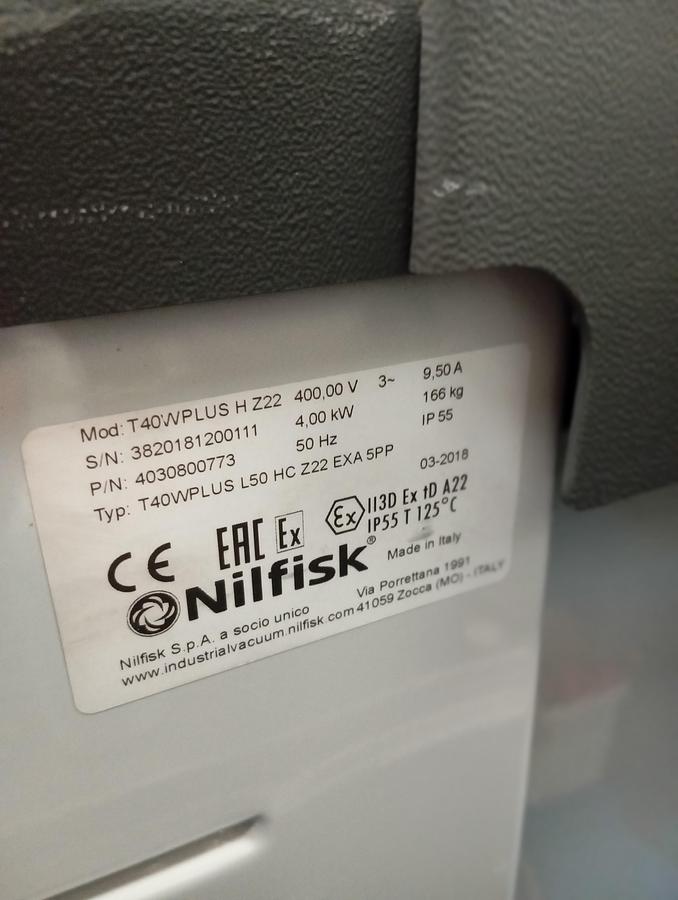 Mod: T40WPLUS H Z22 400,00 V 3~ 9,50 A
S/N: 3820181200111 4,00 kW 166 kg
P/N: 4030800773 50 Hz IP 55
Typ: T40WPLUS L50 HC Z22 EXA 5PP 03-2018
CE EAC Ex Ex II3D Ex tD A22
IP55 T 125°C
Nilfisk® Made in Italy
Nilfisk S.p.A. a socio unico Via Porrettana 1991
www.industrialvacuum.nilfisk.com 41059 Zocca (MO) - ITALY